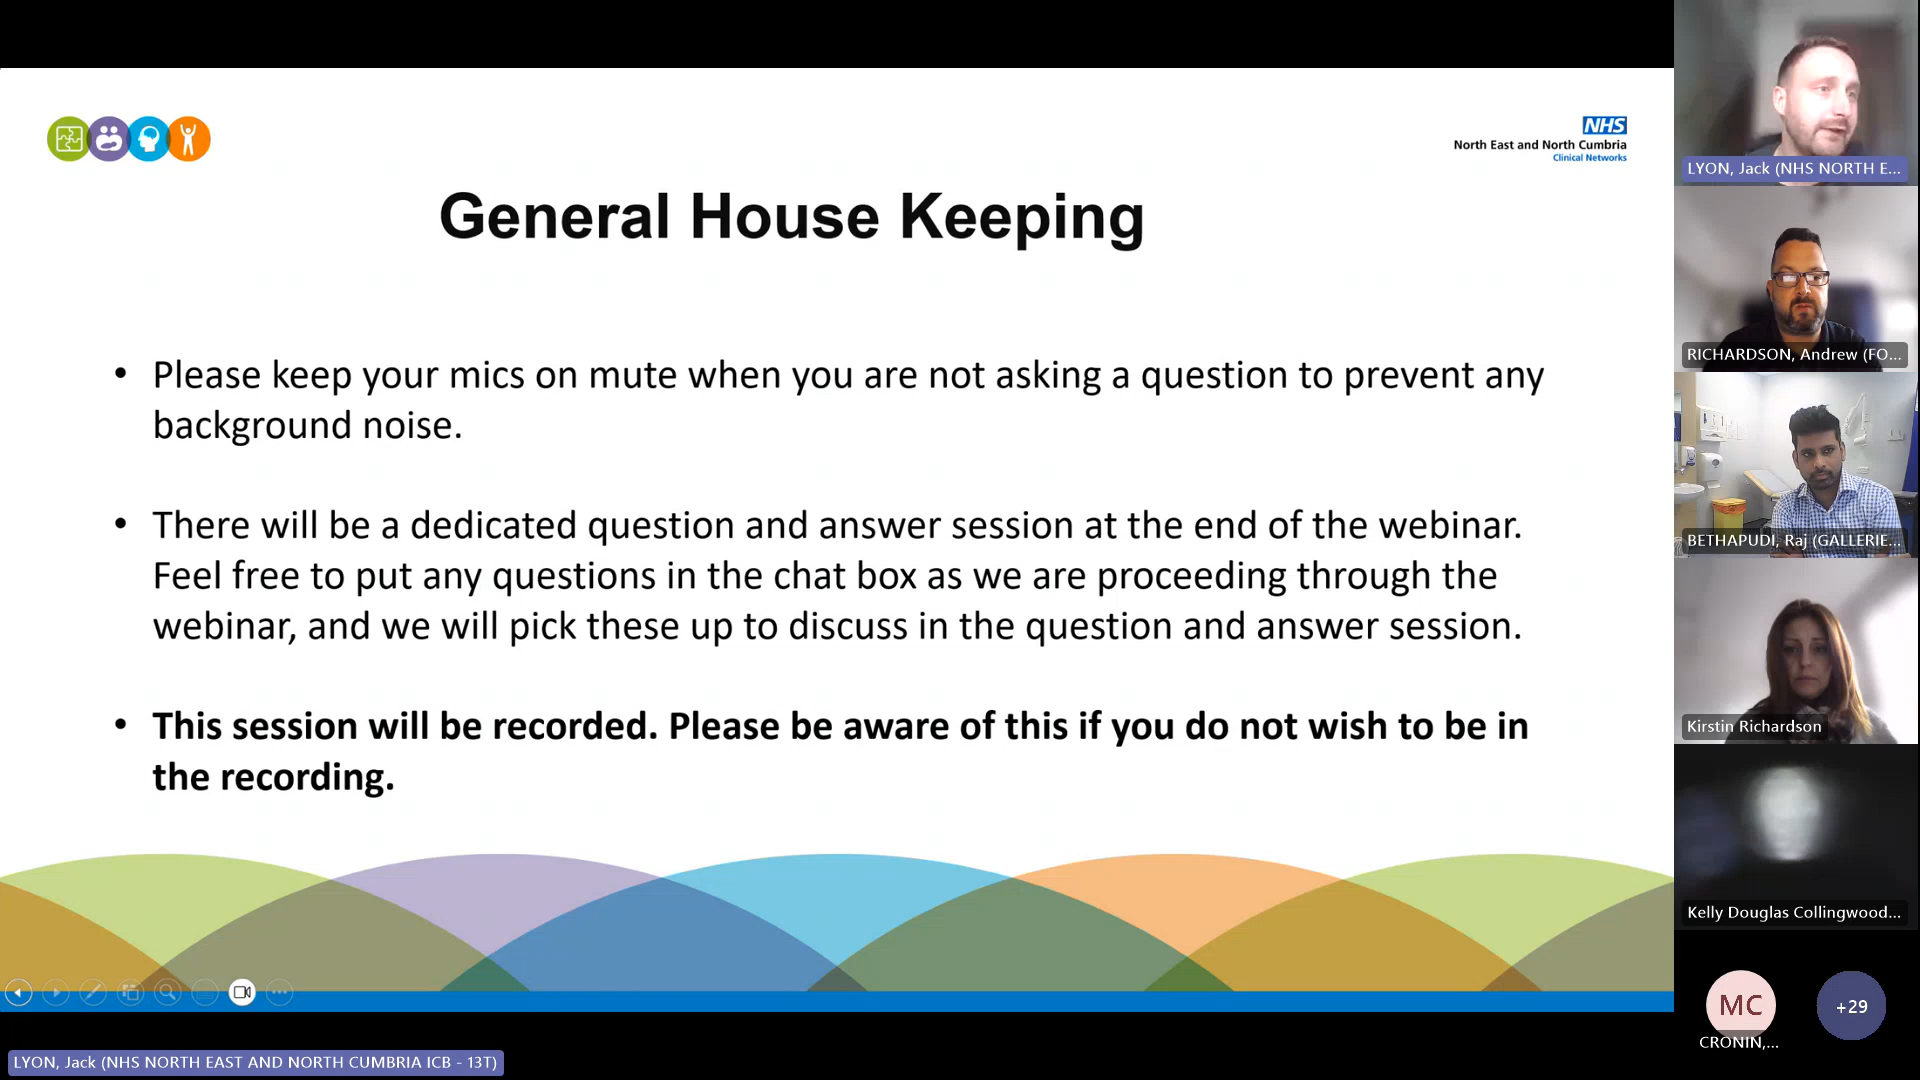 NHS
North East and North Cumbria
Clinical Networks
General House Keeping
• Please keep your mics on mute when you are not asking a question to prevent any
background noise.
• There will be a dedicated question and answer session at the end of the webinar.
Feel free to put any questions in the chat box as we are proceeding through the
webinar, and we will pick these up to discuss in the question and answer session.
• This session will be recorded. Please be aware of this if you do not wish to be in
the recording.
LYON, Jack (NHS NORTH EAST AND NORTH CUMBRIA ICB - 13T)
LYON, Jack (NHS NORTH E...
RICHARDSON, Andrew (FO...
BETHAPUDI, Raj (GALLERIE...
Kirstin Richardson
Kelly Douglas Collingwood...
MC
+29
CRONIN,...